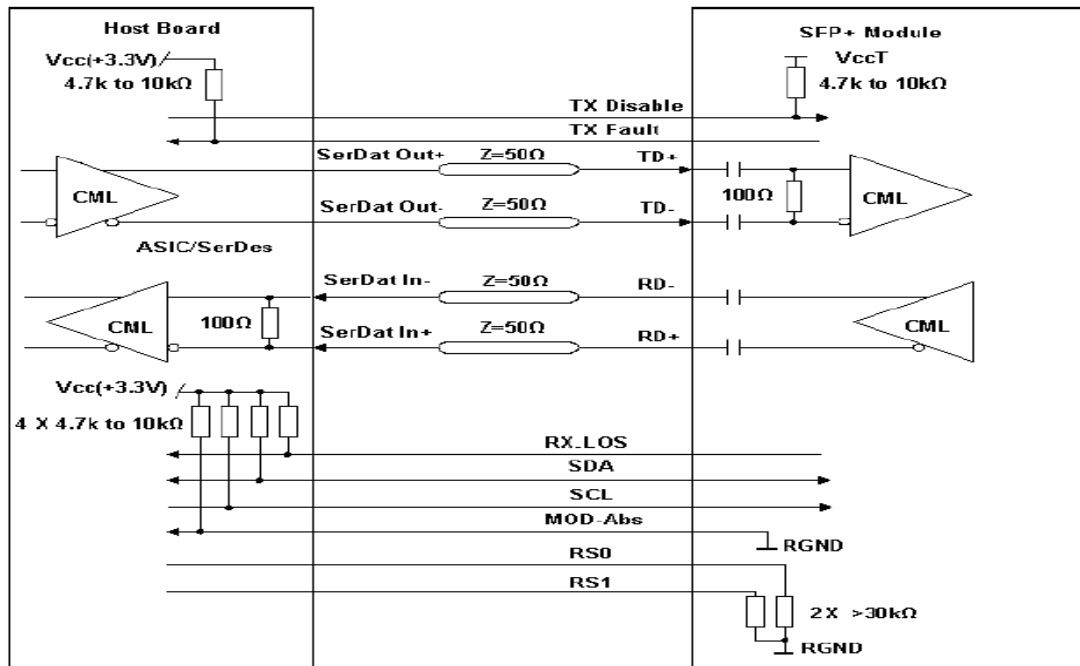 Host Board
SFP+ Module
Vcc(+3.3V)
4.7k to 10kΩ
VccT
4.7k to 10kΩ
TX Disable
TX Fault
SerDat Out+
Z=50Ω
TD+
CML
100Ω
CML
SerDat Out-
Z=50Ω
TD-
ASIC/SerDes
SerDat In-
Z=50Ω
RD-
CML
100Ω
CML
SerDat In+
Z=50Ω
RD+
Vcc(+3.3V)
4 X 4.7k to 10kΩ
RX-LOS
SDA
SCL
MOD-Abs
RGND
RS0
RS1
2X >30kΩ
RGND